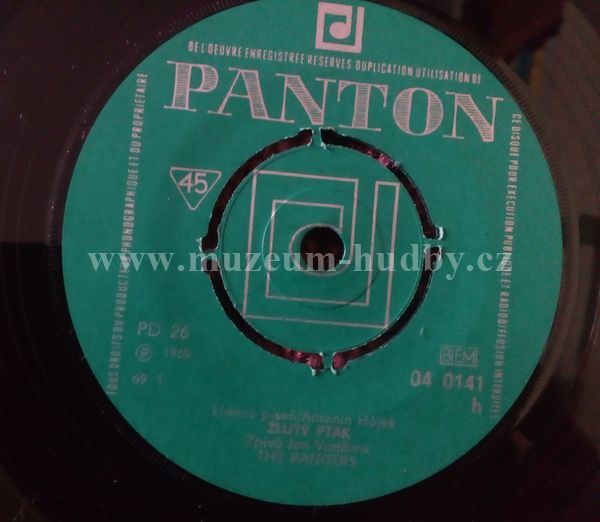 DE L'OEUVRE ENREGISTREE RESERVES DUPLICATION UTILISATION DE
CE DISQUE POUR EXECUTION PUBLIQUE ET RADIODIFFUSION INTERDITE
TOUS DROITS DU PRODUCTEUR PHONOGRAPHIQUE ET DU PROPRIETAIRE
PANTON
45
www.muzeum-hudby.cz
PD 26
℗ 1969
69 1
BIEM
04 0141
h
Lidová píseň/Antonín Hájek
ŽLUTÝ PTÁK
Zpívá Jan Vančura
THE RANGERS